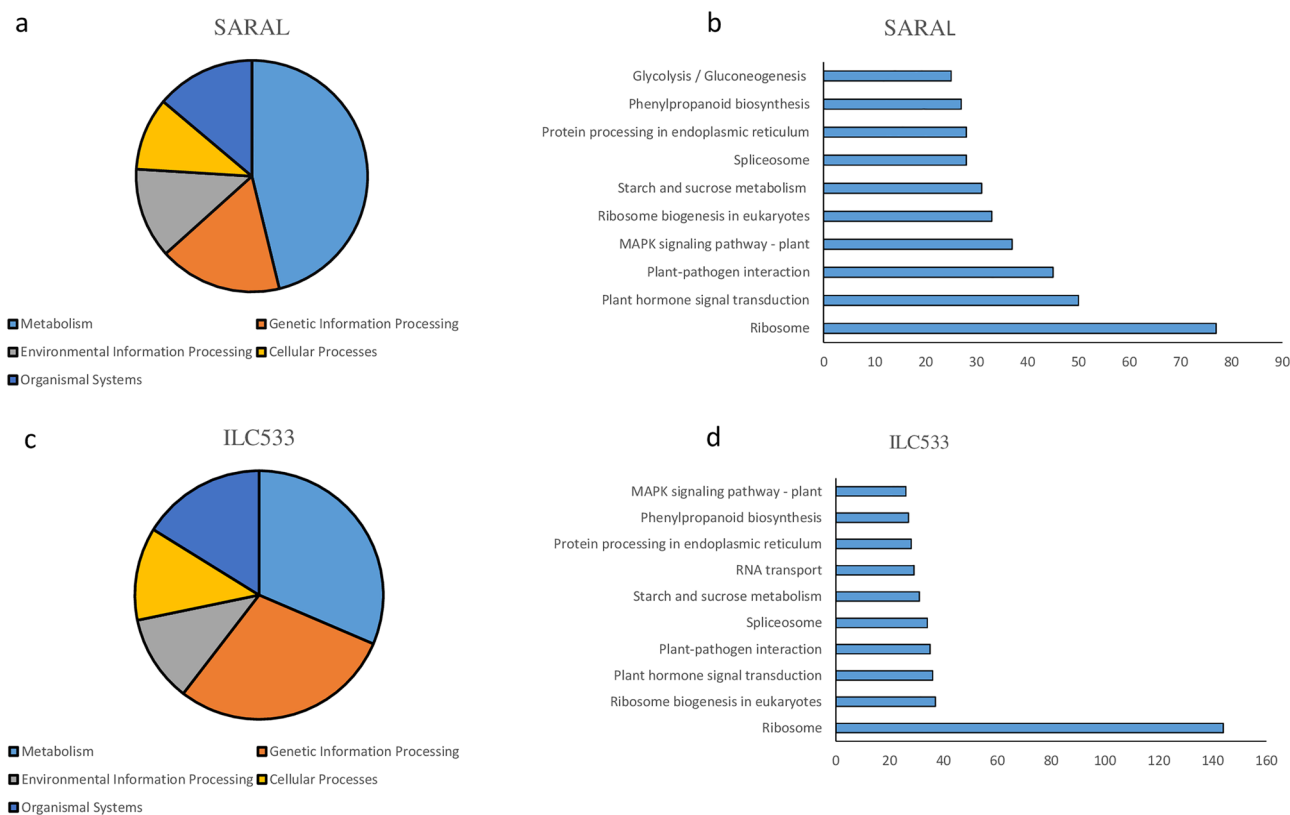 a
SARAL
Metabolism
Genetic Information Processing
Environmental Information Processing
Cellular Processes
Organismal Systems
b
SARAL
Glycolysis / Gluconeogenesis
Phenylpropanoid biosynthesis
Protein processing in endoplasmic reticulum
Spliceosome
Starch and sucrose metabolism
Ribosome biogenesis in eukaryotes
MAPK signaling pathway - plant
Plant-pathogen interaction
Plant hormone signal transduction
Ribosome
0 10 20 30 40 50 60 70 80 90
c
ILC533
Metabolism
Genetic Information Processing
Environmental Information Processing
Cellular Processes
Organismal Systems
d
ILC533
MAPK signaling pathway - plant
Phenylpropanoid biosynthesis
Protein processing in endoplasmic reticulum
RNA transport
Starch and sucrose metabolism
Spliceosome
Plant-pathogen interaction
Plant hormone signal transduction
Ribosome biogenesis in eukaryotes
Ribosome
0 20 40 60 80 100 120 140 160